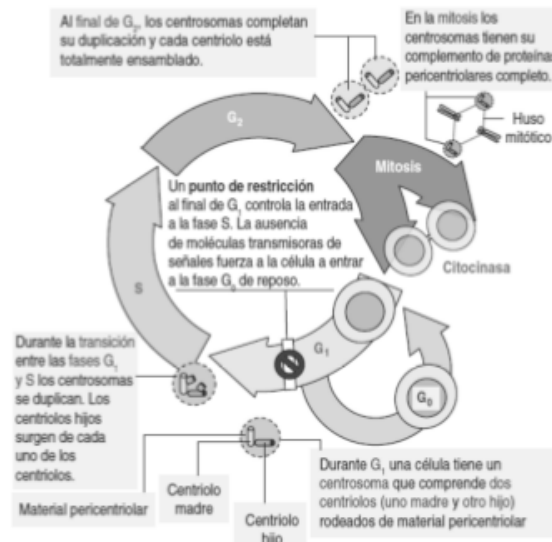 Al final de G2, los centrosomas completan
su duplicación y cada centriolo está
totalmente ensamblado.
En la mitosis los
centrosomas tienen su
complemento de proteínas
pericentriolares completo.
Huso
mitótico
G2
Mitosis
Un punto de restricción
al final de G1 controla la entrada
a la fase S. La ausencia
de moléculas transmisoras de
señales fuerza a la célula a entrar
a la fase G0 de reposo.
Citocinasa
S
G1
G0
Durante la transición
entre las fases G1
y S los centrosomas
se duplican. Los
centriolos hijos
surgen de cada
uno de los
centriolos.
Material pericentriolar
Centriolo
madre
Centriolo
hijo
Durante G1 una célula tiene un
centrosoma que comprende dos
centriolos (uno madre y otro hijo)
rodeados de material pericentriolar